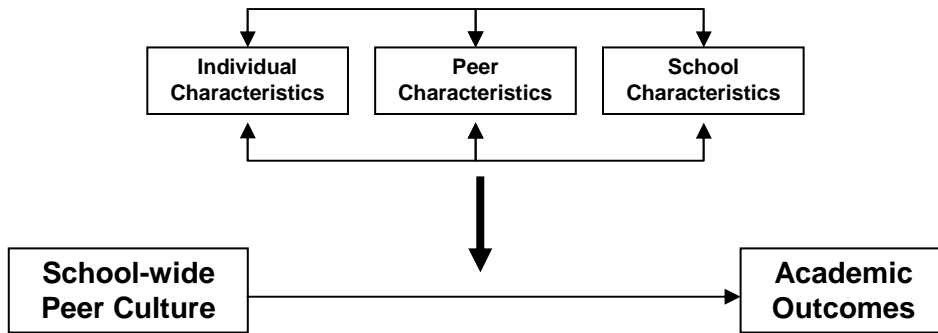 Individual
Characteristics
Peer
Characteristics
School
Characteristics
School-wide
Peer Culture
Academic
Outcomes